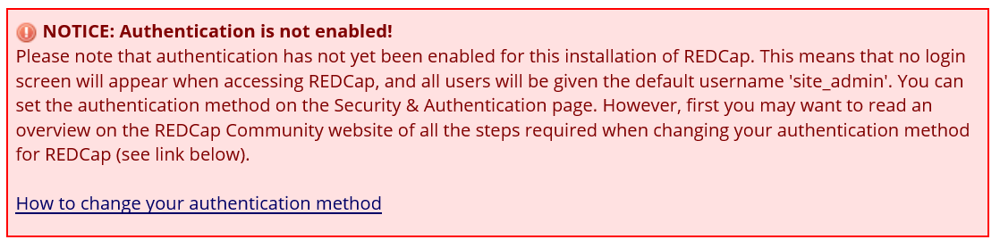 NOTICE: Authentication is not enabled!
Please note that authentication has not yet been enabled for this installation of REDCap. This means that no login
screen will appear when accessing REDCap, and all users will be given the default username 'site_admin'. You can
set the authentication method on the Security & Authentication page. However, first you may want to read an
overview on the REDCap Community website of all the steps required when changing your authentication method
for REDCap (see link below).
How to change your authentication method